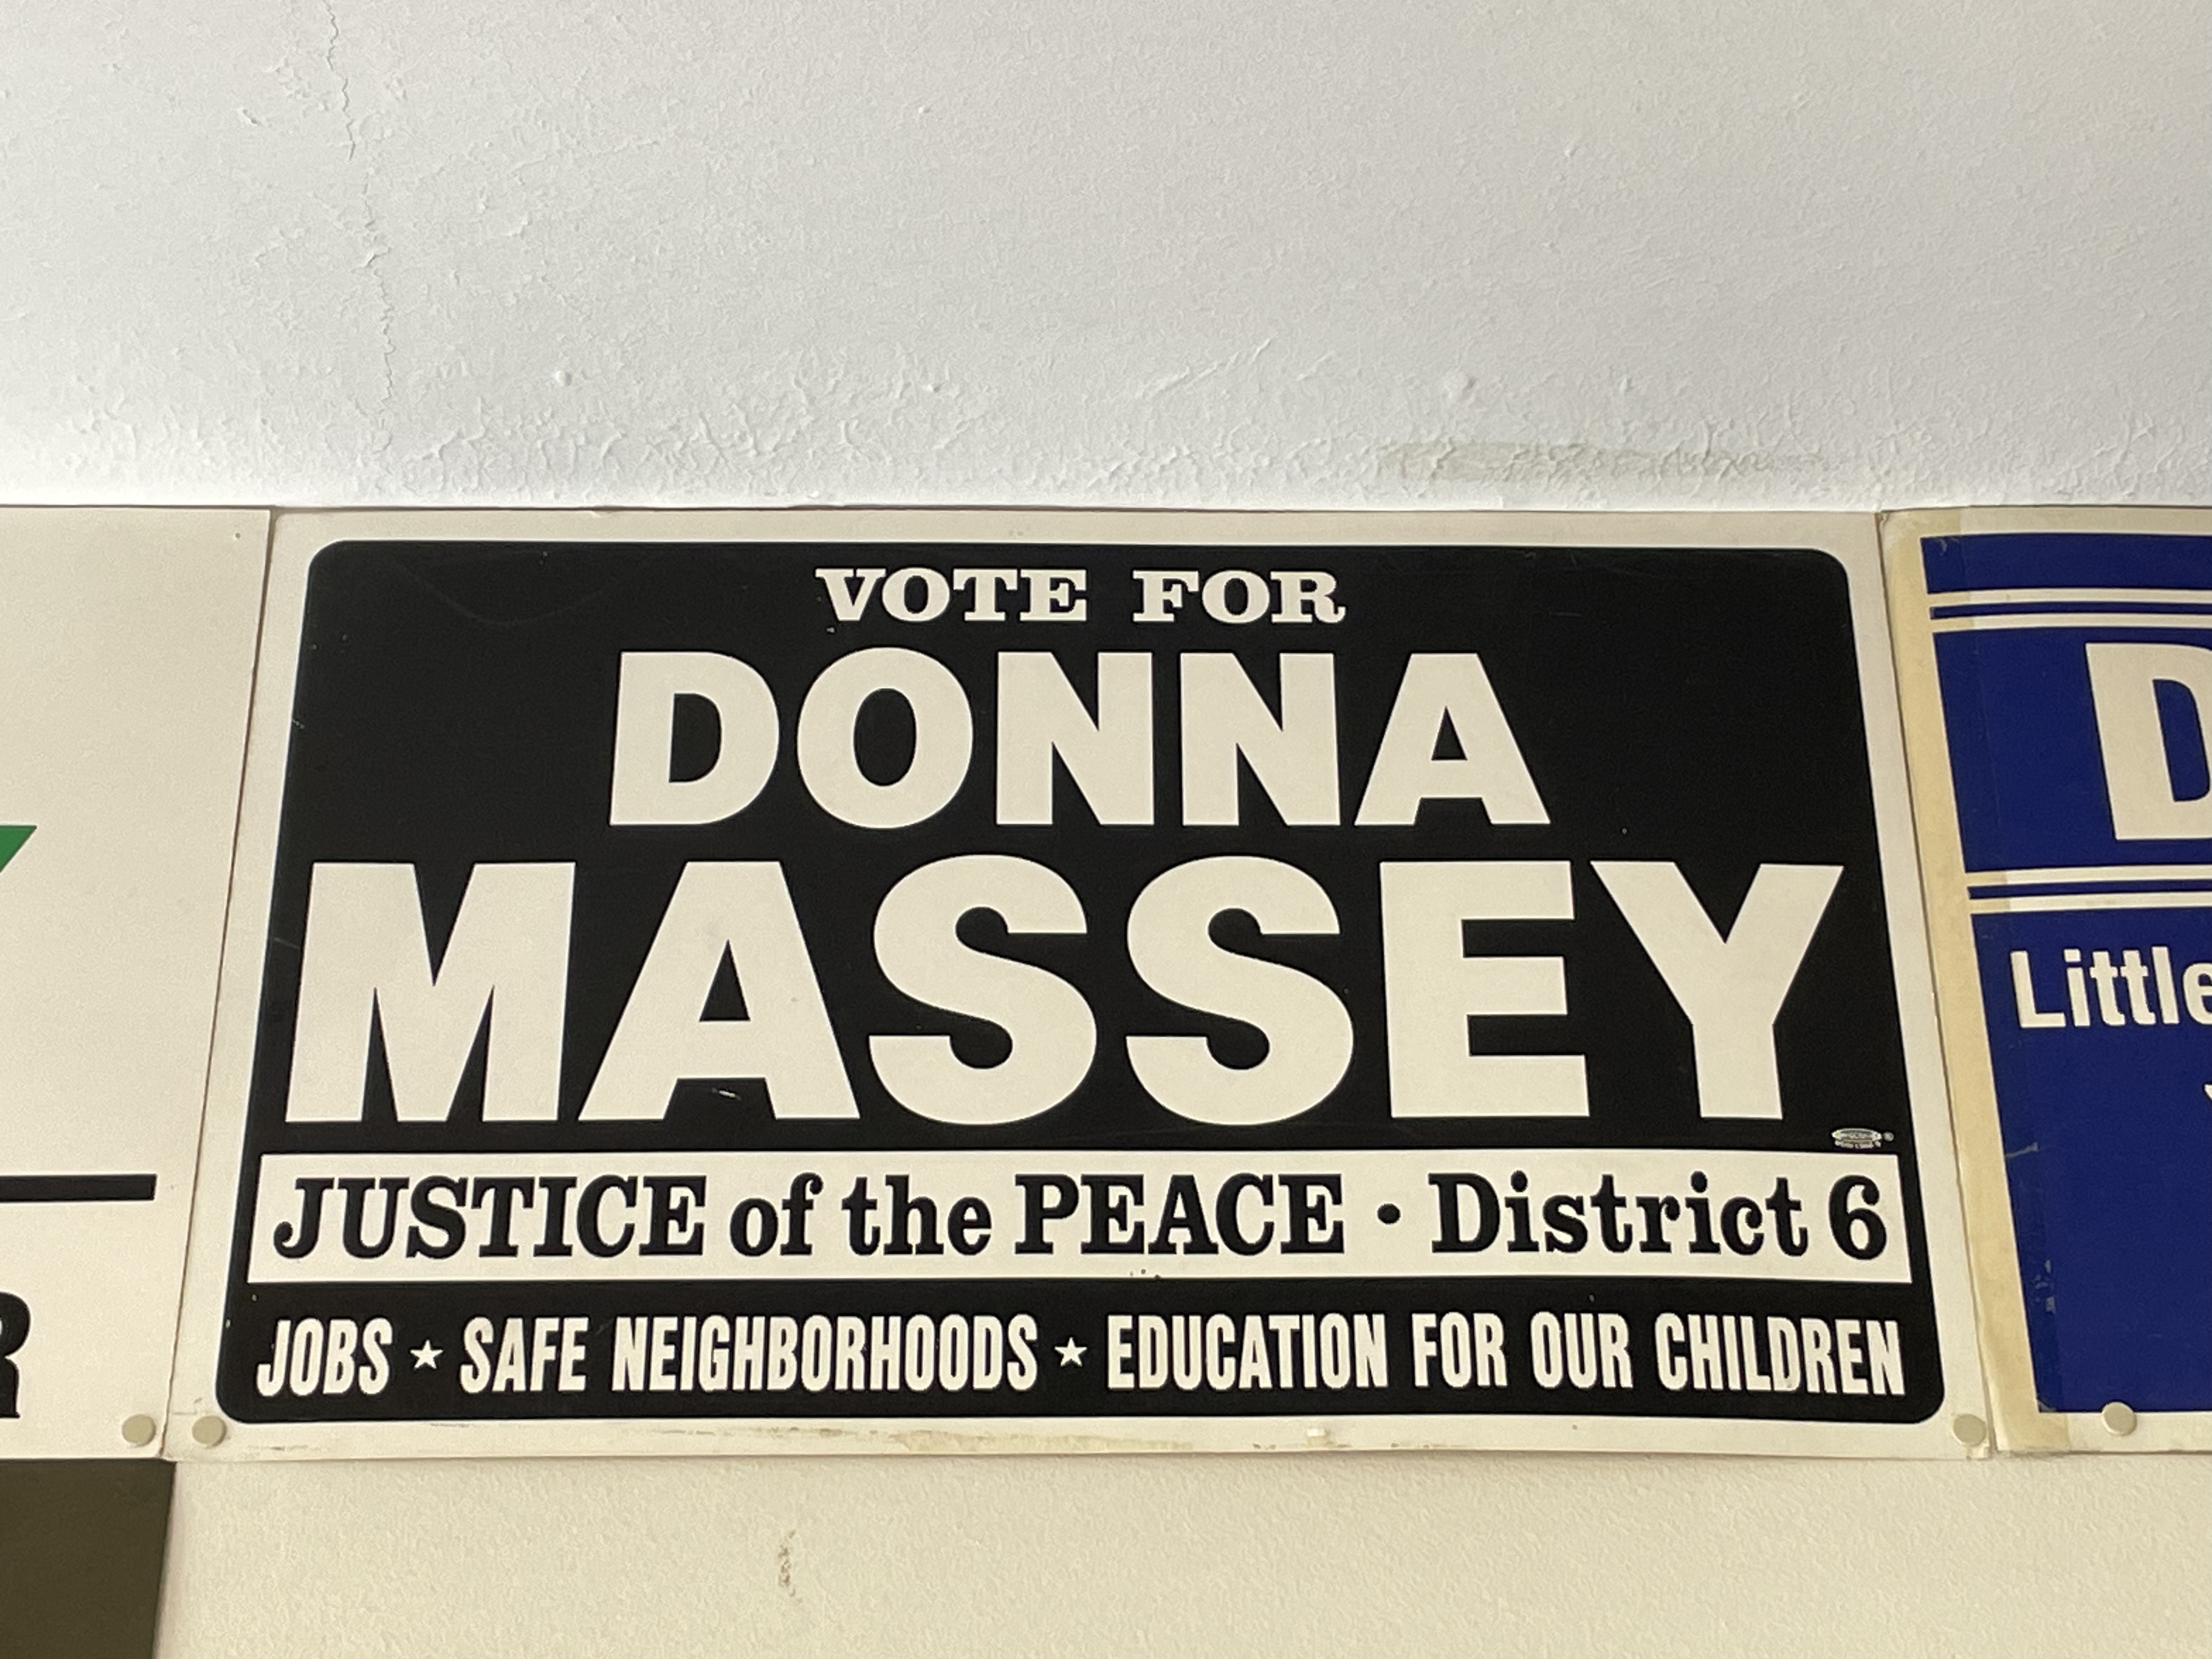 VOTE FOR
DONNA
MASSEY
JUSTICE of the PEACE • District 6
JOBS ★ SAFE NEIGHBORHOODS ★ EDUCATION FOR OUR CHILDREN
R
D
Little